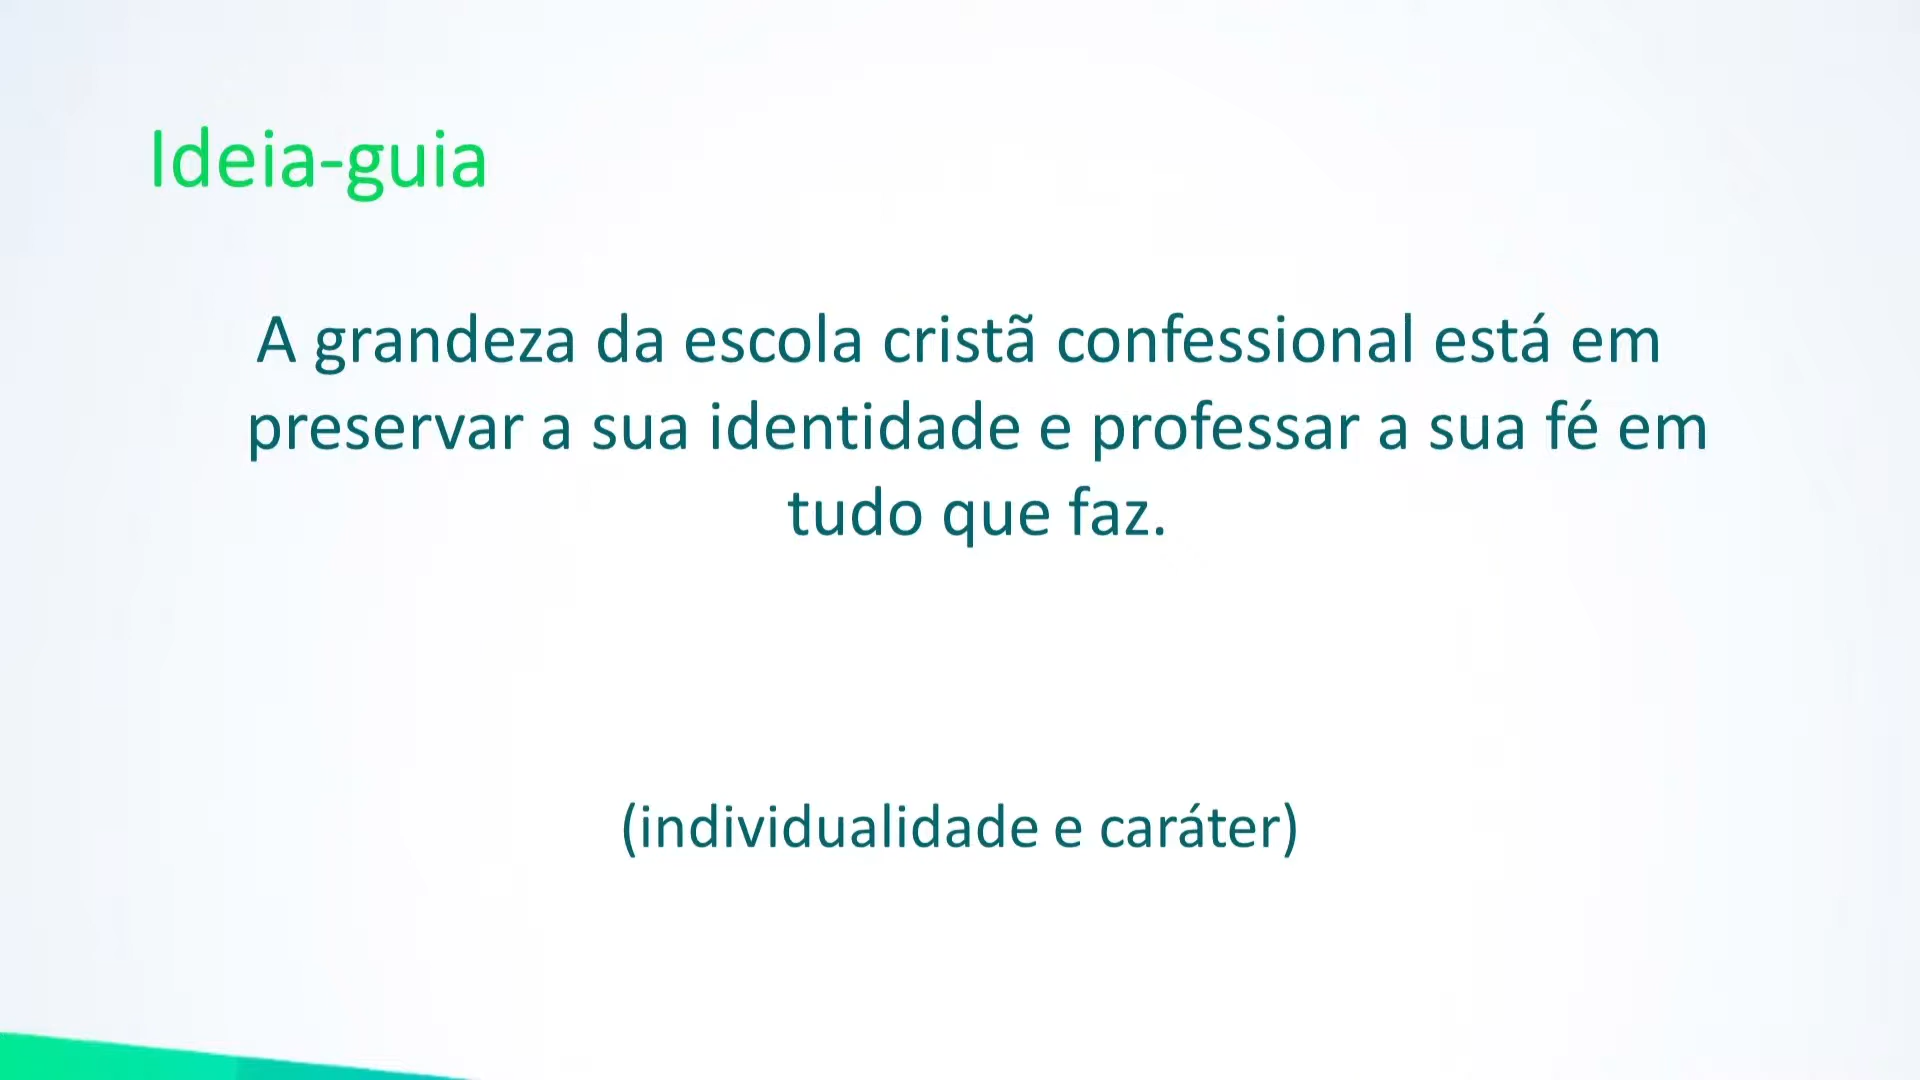 Ideia-guia
A grandeza da escola cristã confessional está em
preservar a sua identidade e professar a sua fé em
tudo que faz.
(individualidade e caráter)